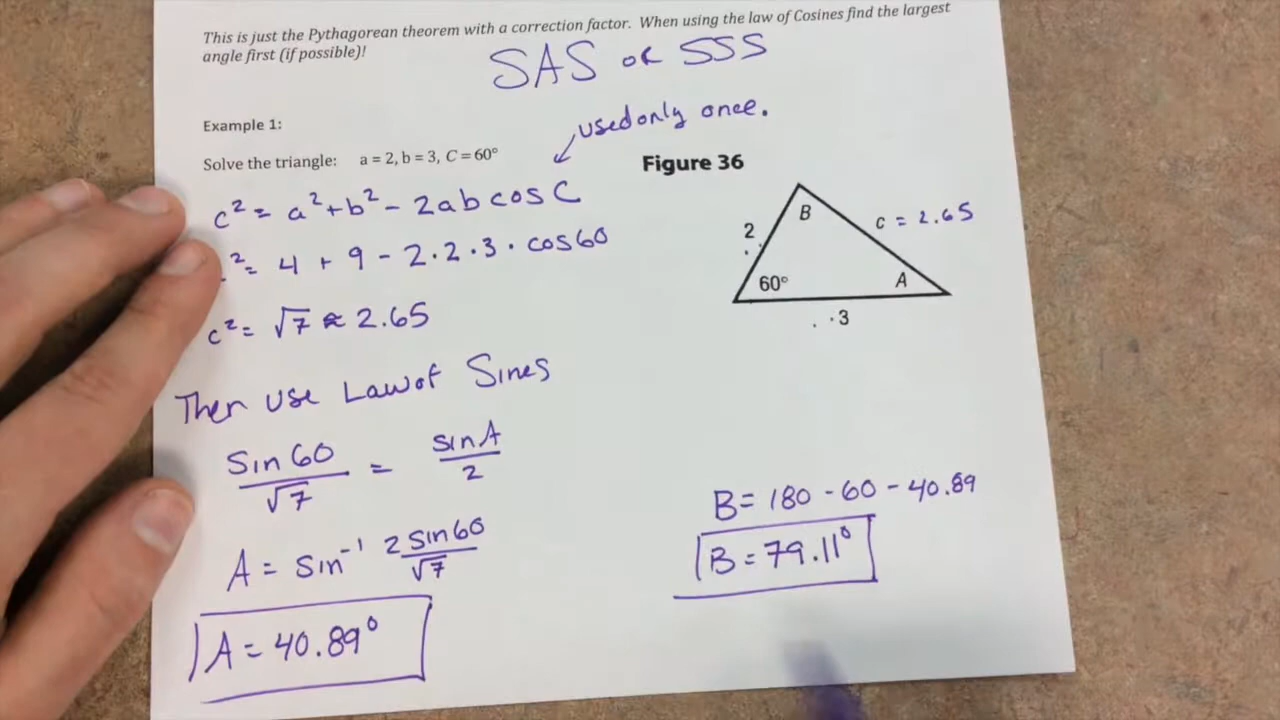 This is just the Pythagorean theorem with a correction factor. When using the law of Cosines find the largest
angle first (if possible)!
SAS or SSS
used only once.
Example 1:
Solve the triangle: a = 2, b = 3, C = 60°
c² = a² + b² - 2ab cos C
²= 4 + 9 - 2·2·3· cos60
c² = √7 ≈ 2.65
Then use Law of Sines
sin 60 / √7 = sin A / 2
A = sin⁻¹ 2 sin60 / √7
A = 40.89°
Figure 36
B
2
c = 2.65
60°
A
3
B = 180 - 60 - 40.89
B = 79.11°